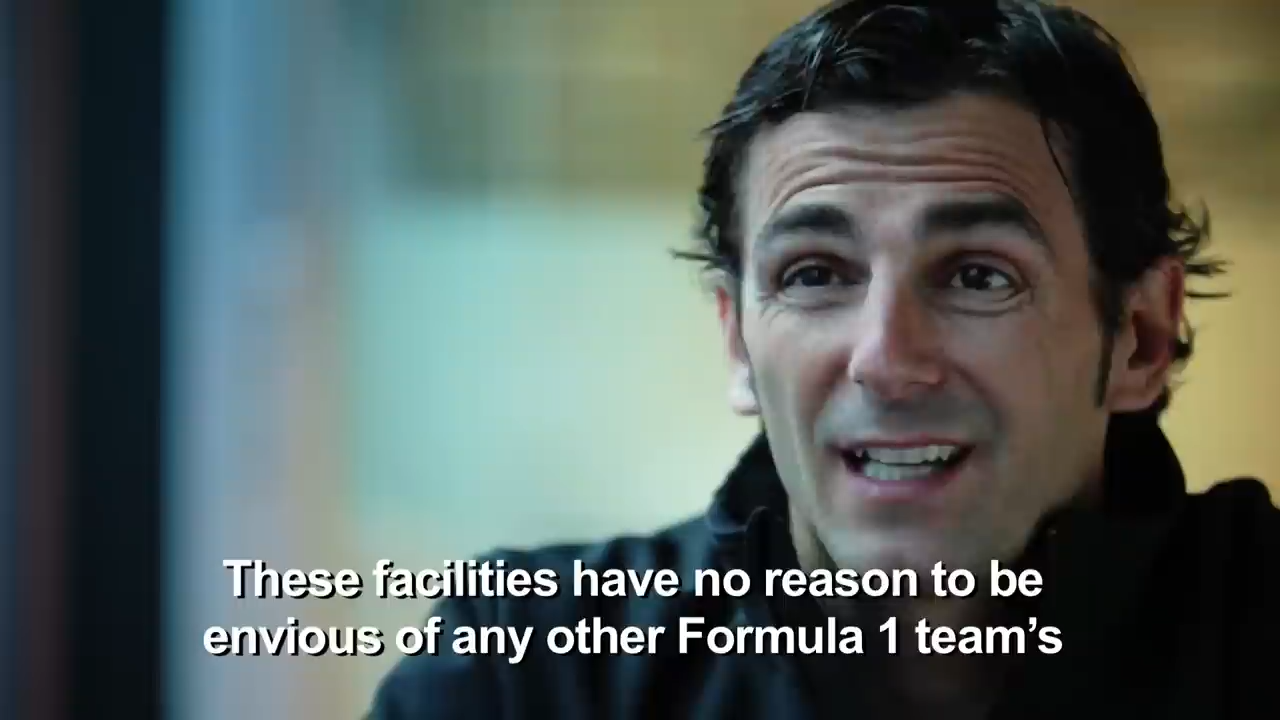 These facilities have no reason to be
envious of any other Formula 1 team’s